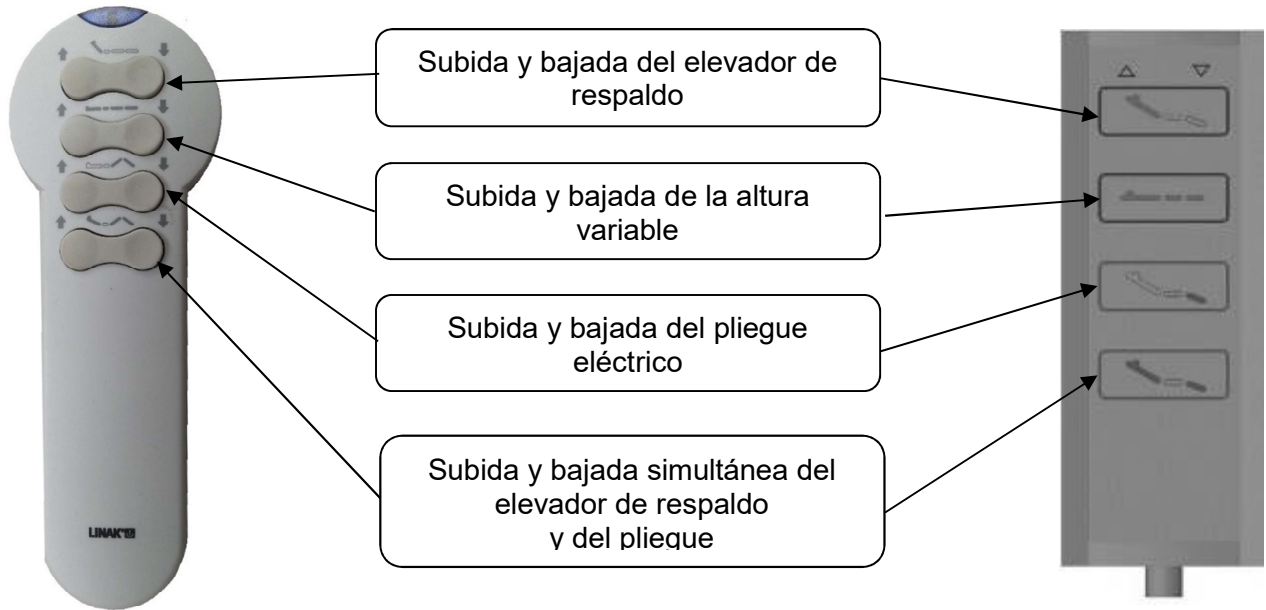 Subida y bajada del elevador de
respaldo
Subida y bajada de la altura
variable
Subida y bajada del pliegue
eléctrico
Subida y bajada simultánea del
elevador de respaldo
y del pliegue
LINAK